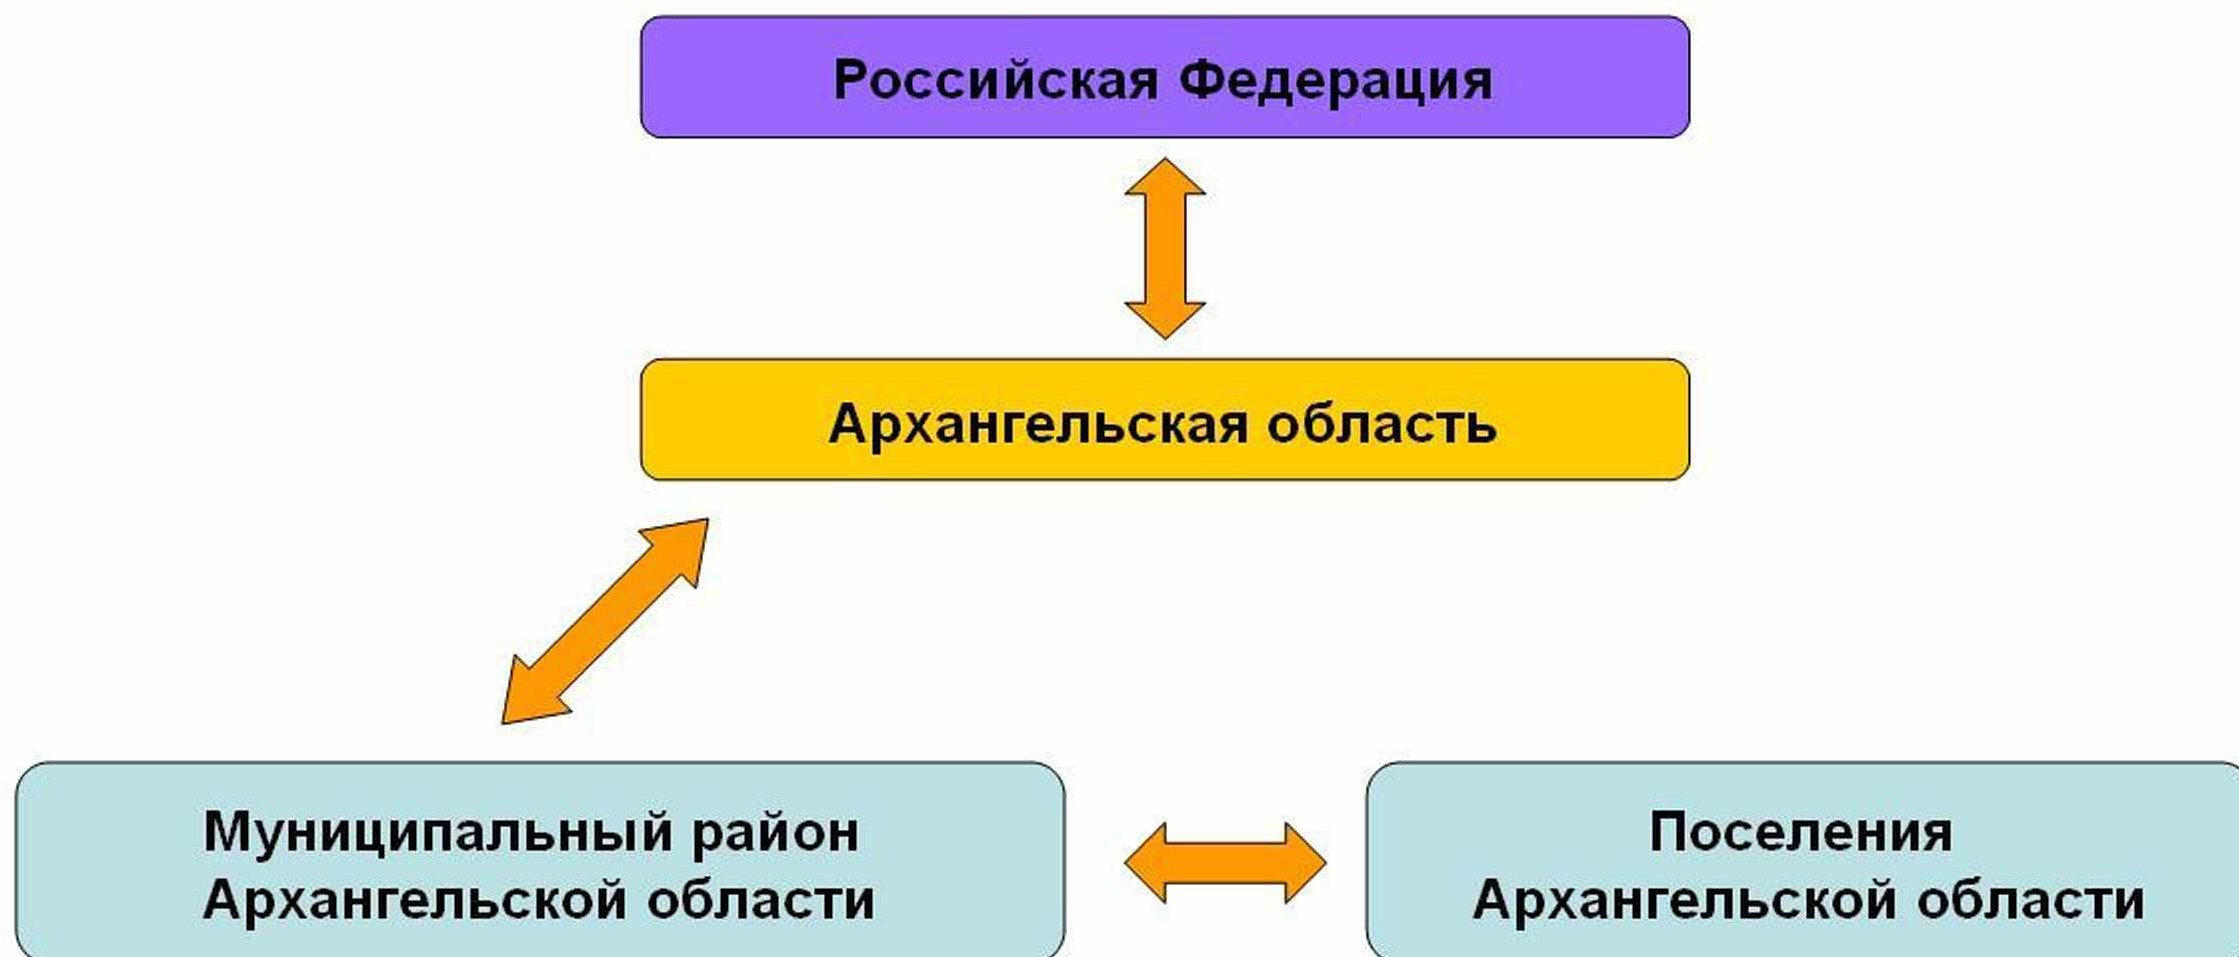 Российская Федерация
Архангельская область
Муниципальный район
Архангельской области
Поселения
Архангельской области